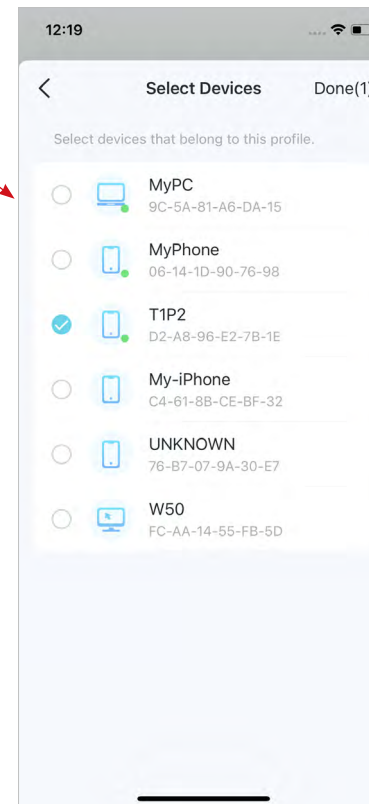 12:19
Select Devices Done(1)
Select devices that belong to this profile.
MyPC
9C-5A-81-A6-DA-15
MyPhone
06-14-1D-90-76-98
T1P2
D2-A8-96-E2-7B-1E
My-iPhone
C4-61-8B-CE-BF-32
UNKNOWN
76-B7-07-9A-30-E7
W50
FC-AA-14-55-FB-5D